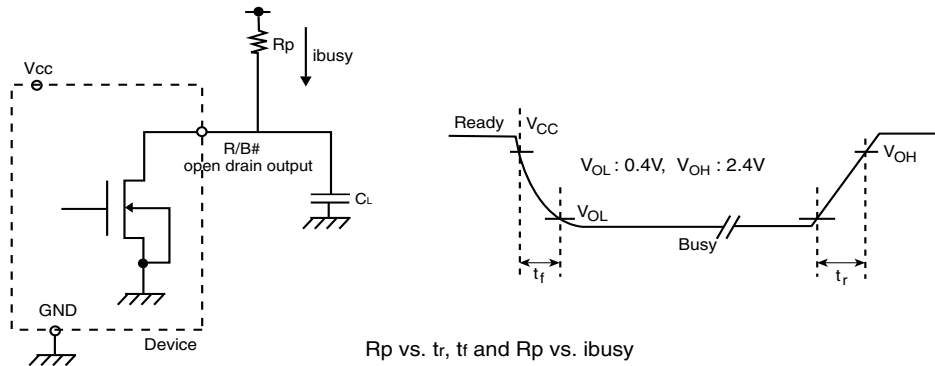 Rp
ibusy
Vcc
R/B#
open drain output
CL
GND
Device
Ready
VCC
VOL : 0.4V, VOH : 2.4V
VOH
VOL
Busy
tf
tr
Rp vs. tr, tf and Rp vs. ibusy